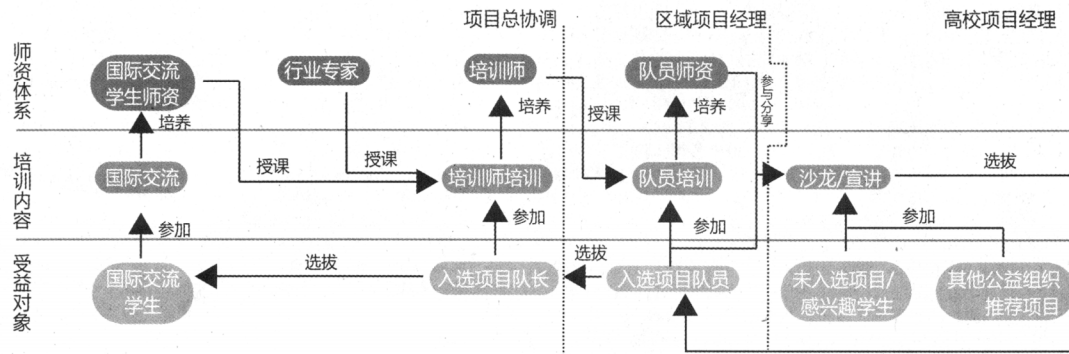 项目总协调
区域项目经理
高校项目经理
师资体系
国际交流
学生师资
行业专家
培训师
队员师资
培养
培养
授课
培养
参与分享
培训内容
国际交流
授课
授课
培训师培训
队员培训
沙龙/宣讲
选拔
参加
参加
参加
参加
受益对象
国际交流
学生
选拔
入选项目队长
选拔
入选项目队员
未入选项目/
感兴趣学生
其他公益组织
推荐项目